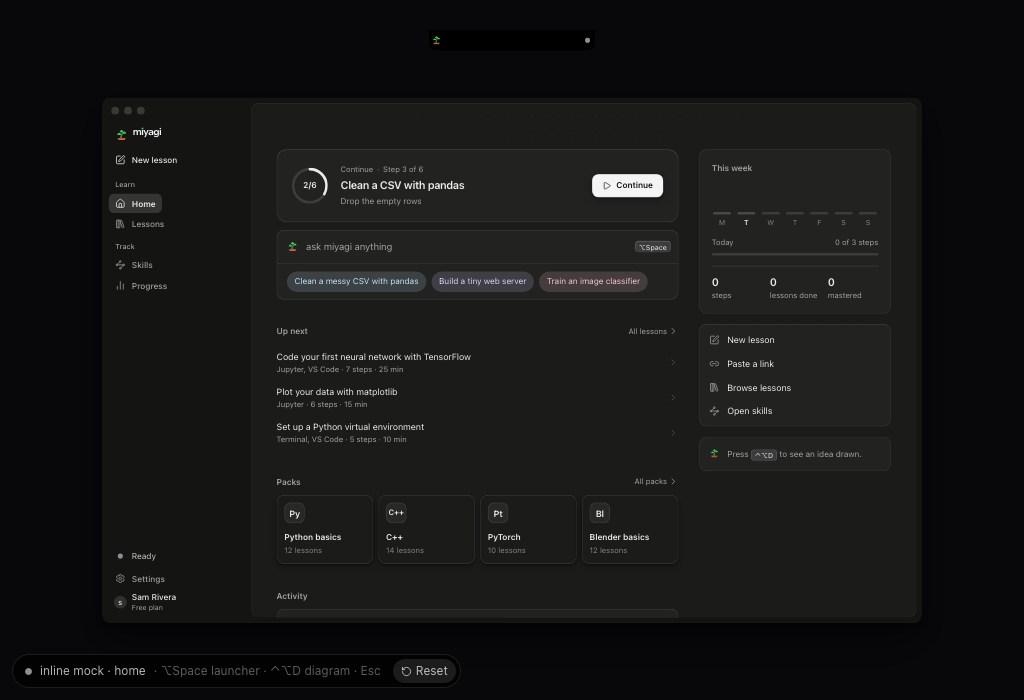 miyagi
New lesson
Learn
Home
Lessons
Track
Skills
Progress
Ready
Settings
S
Sam Rivera
Free plan
2/6
Continue · Step 3 of 6
Clean a CSV with pandas
Drop the empty rows
Continue
ask miyagi anything
⌥Space
Clean a messy CSV with pandas
Build a tiny web server
Train an image classifier
Up next
All lessons
Code your first neural network with TensorFlow
Jupyter, VS Code · 7 steps · 25 min
Plot your data with matplotlib
Jupyter · 6 steps · 15 min
Set up a Python virtual environment
Terminal, VS Code · 5 steps · 10 min
Packs
All packs
Py
Python basics
12 lessons
C++
C++
14 lessons
Pt
PyTorch
10 lessons
Bl
Blender basics
12 lessons
Activity
This week
M T W T F S S
Today 0 of 3 steps
0 0 0
steps lessons done mastered
New lesson
Paste a link
Browse lessons
Open skills
Press ⌃⌥D to see an idea drawn.
inline mock · home · ⌥Space launcher · ⌃⌥D diagram · Esc Reset